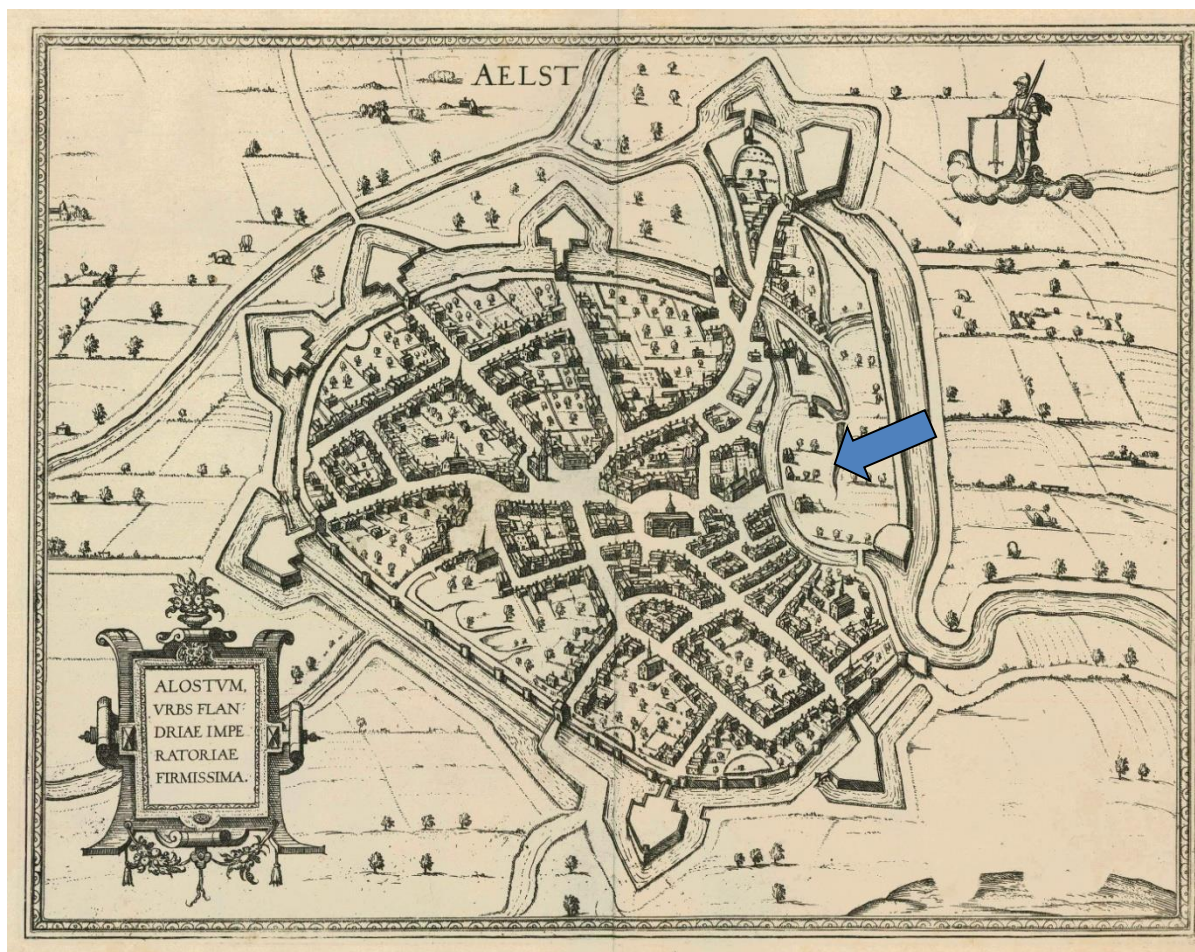 AELST
ALOSTVM,
VRBS FLAN:
DRIAE IMPE
RATORIAE
FIRMISSIMA.